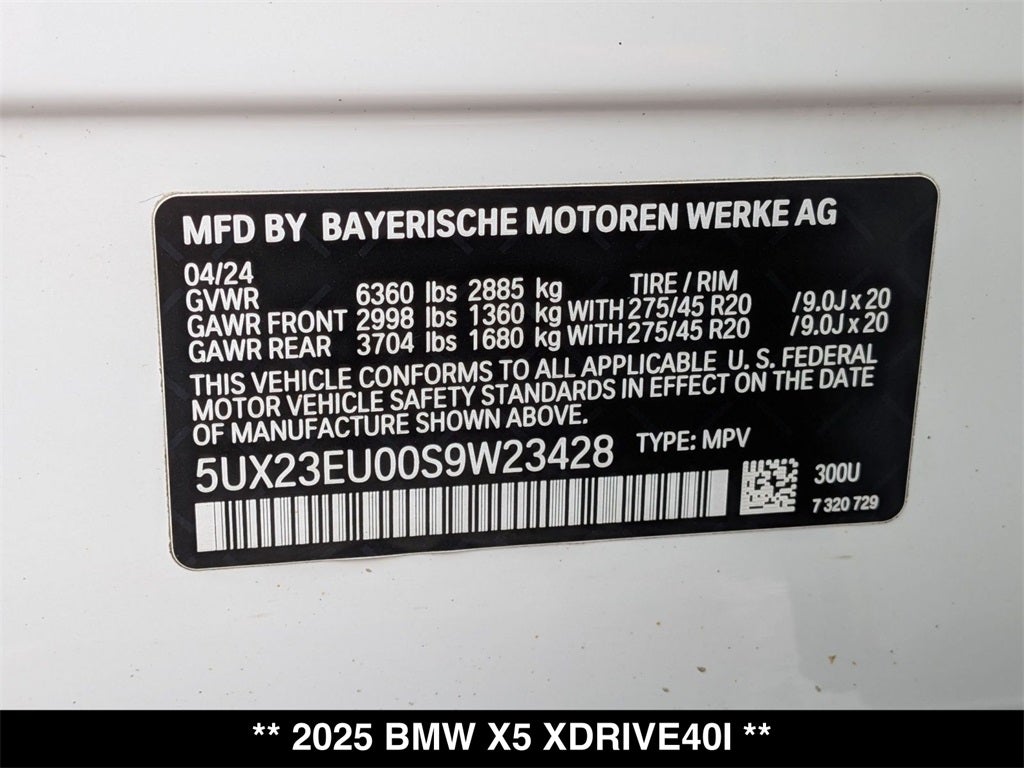 MFD BY BAYERISCHE MOTOREN WERKE AG
04/24 TIRE / RIM
GVWR 6360 lbs 2885 kg
GAWR FRONT 2998 lbs 1360 kg WITH 275/45 R20 /9.0J x 20
GAWR REAR 3704 lbs 1680 kg WITH 275/45 R20 /9.0J x 20
THIS VEHICLE CONFORMS TO ALL APPLICABLE U. S. FEDERAL
MOTOR VEHICLE SAFETY STANDARDS IN EFFECT ON THE DATE
OF MANUFACTURE SHOWN ABOVE.
5UX23EU00S9W23428 TYPE: MPV
300U
7 320 729
** 2025 BMW X5 XDRIVE40I **